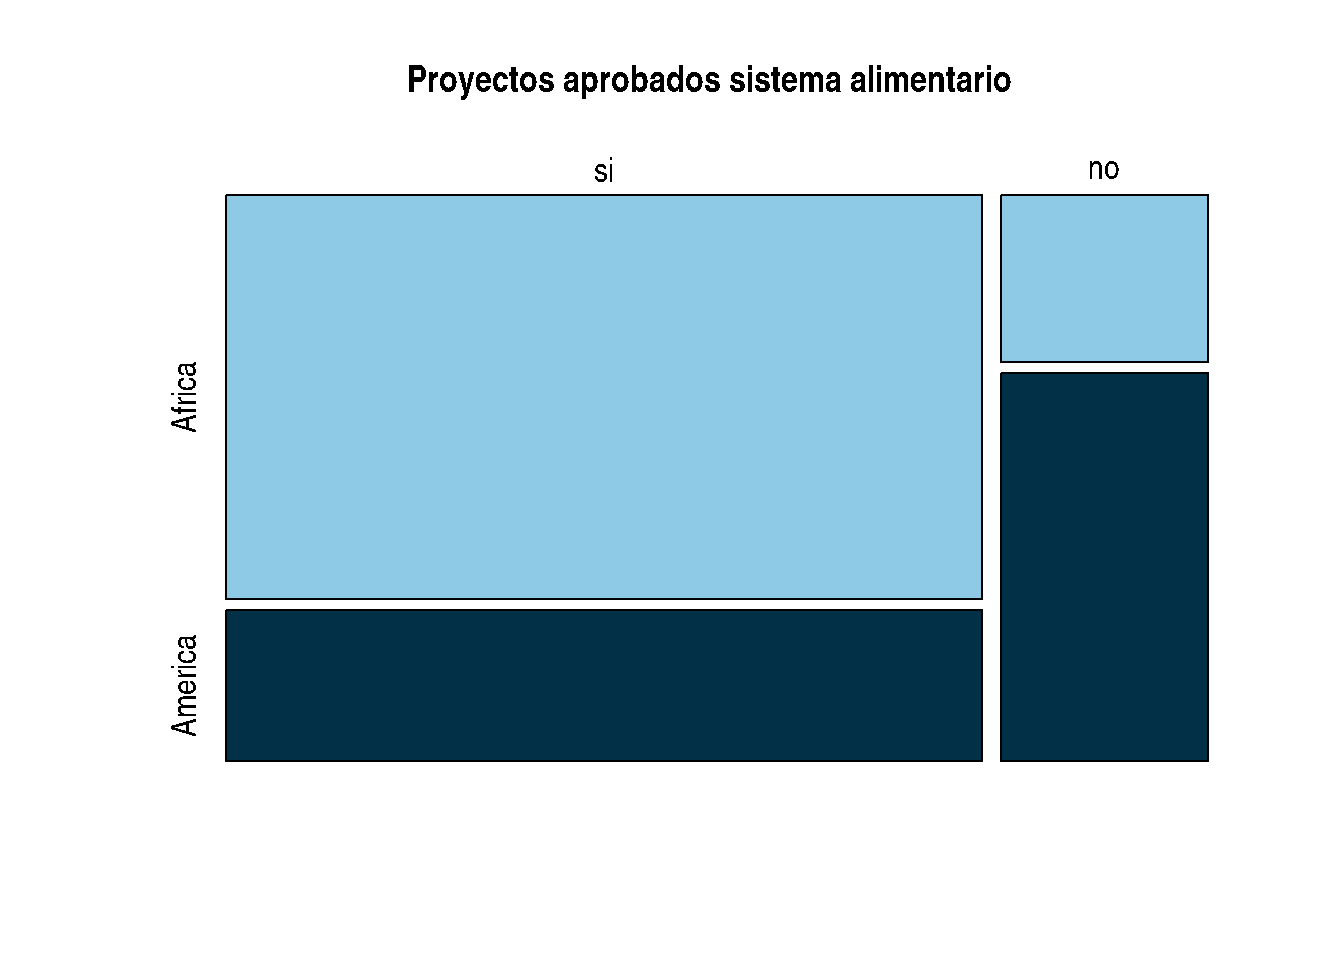 Proyectos aprobados sistema alimentario
si
no
Africa
America